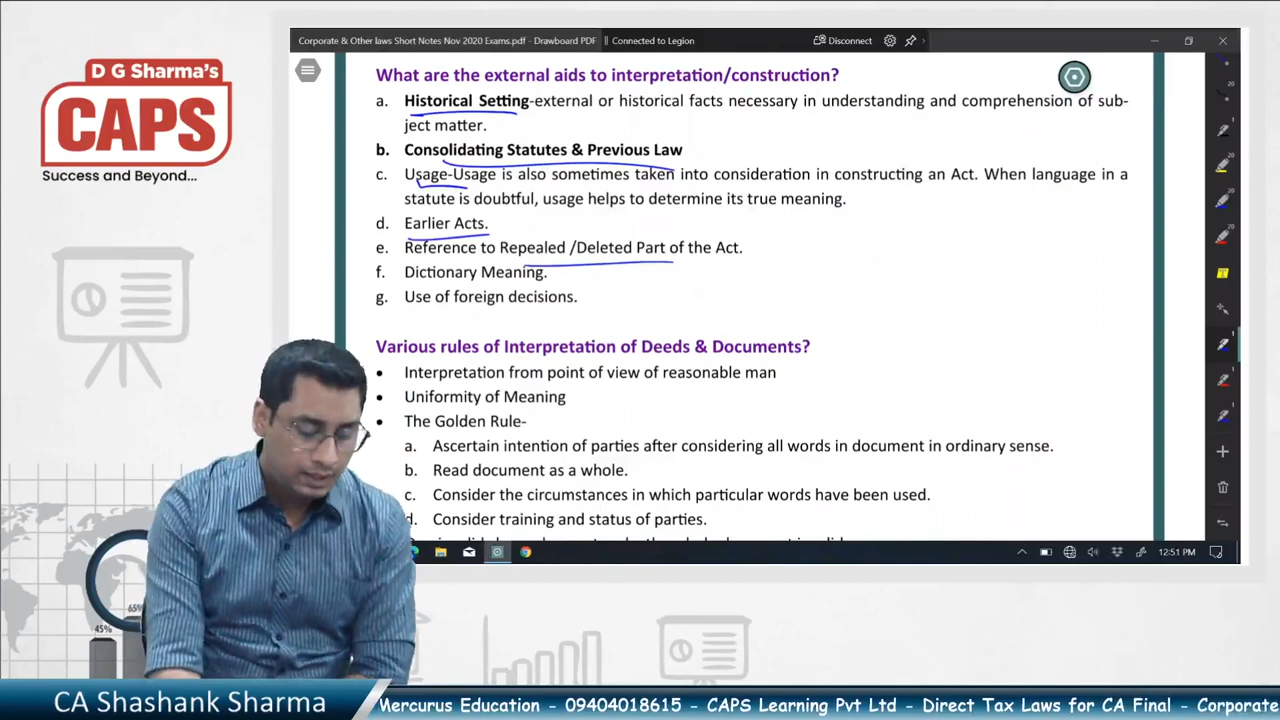 D G SHARMA's
CAPS
Success and Beyond...
Corporate & Other laws Short Notes Nov 2020 Exams.pdf - Drawboard PDF
Connected to Legion
Disconnect
What are the external aids to interpretation/construction?
a. Historical Setting-external or historical facts necessary in understanding and comprehension of sub-
ject matter.
b. Consolidating Statutes & Previous Law
c. Usage-Usage is also sometimes taken into consideration in constructing an Act. When language in a
statute is doubtful, usage helps to determine its true meaning.
d. Earlier Acts.
e. Reference to Repealed /Deleted Part of the Act.
f. Dictionary Meaning.
g. Use of foreign decisions.
Various rules of Interpretation of Deeds & Documents?
• Interpretation from point of view of reasonable man
• Uniformity of Meaning
• The Golden Rule-
a. Ascertain intention of parties after considering all words in document in ordinary sense.
b. Read document as a whole.
c. Consider the circumstances in which particular words have been used.
d. Consider training and status of parties.
12:51 PM
45%
65%
CA Shashank Sharma
Mercurus Education - 09404018615 - CAPS Learning Pvt Ltd - Direct Tax Laws for CA Final - Corporate